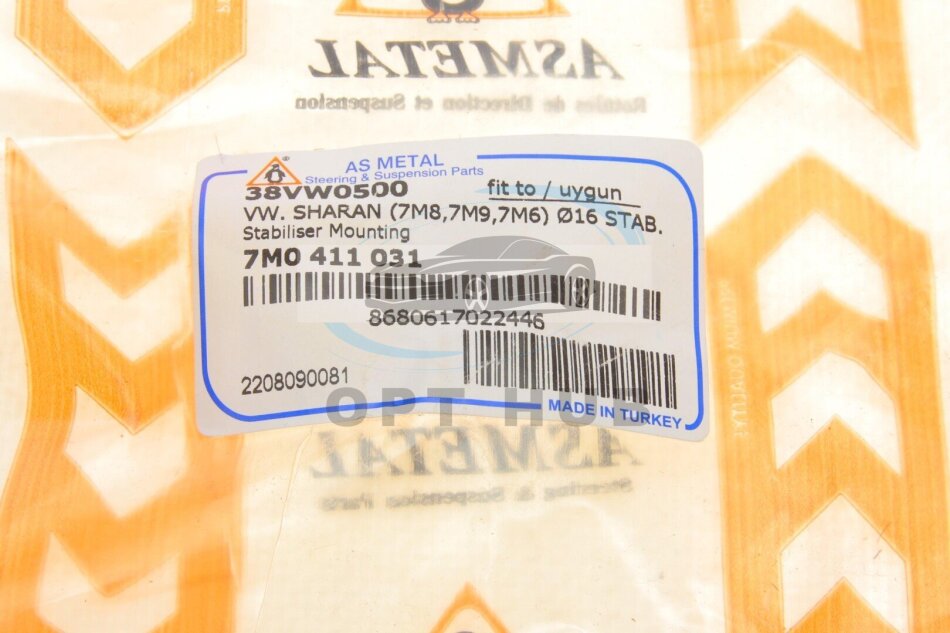 ASMETAL
Rotules de Direction et Suspension
®
AS METAL
Steering & Suspension Parts
38VW0500 fit to / uygun
VW. SHARAN (7M8,7M9,7M6) Ø16 STAB.
Stabiliser Mounting
7M0 411 031
8680617022446
2208090081
OPT HUB
MADE IN TURKEY
ASMETAL
Steering & Suspension Parts